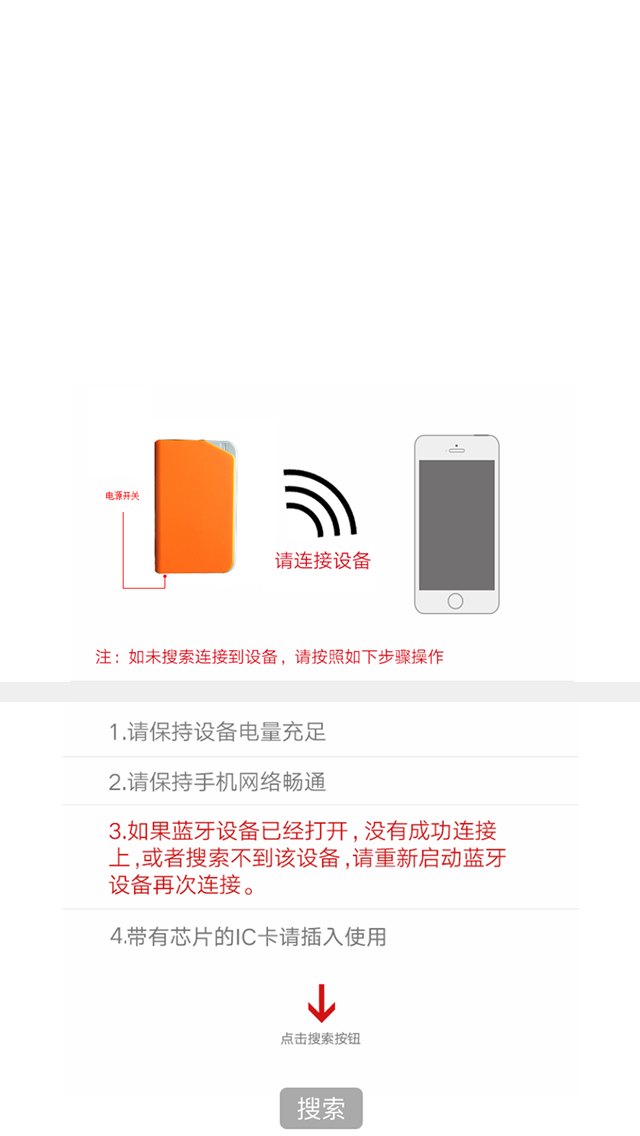 电源开关
请连接设备
注：如未搜索连接到设备，请按照如下步骤操作
1.请保持设备电量充足
2.请保持手机网络畅通
3.如果蓝牙设备已经打开，没有成功连接
上，或者搜索不到该设备，请重新启动蓝牙
设备再次连接。
4.带有芯片的IC卡请插入使用
点击搜索按钮
搜索